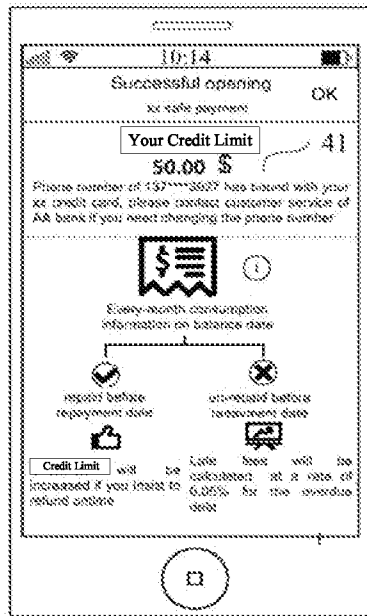 10:14
Successful opening
OK
xx safe payment
Your Credit Limit
41
50.00 $
Phone number of 137****3927 has bound with your
xx credit card, please contact customer service of
AA bank if you need changing the phone number
$
i
Every-month consumption
information on balance date
repaid before
repayment date
un-repaid before
repayment date
Credit Limit will be
increased if you insist to
refund ontime
Late fees will be
calculated at a rate of
0.05% for the overdue
debt